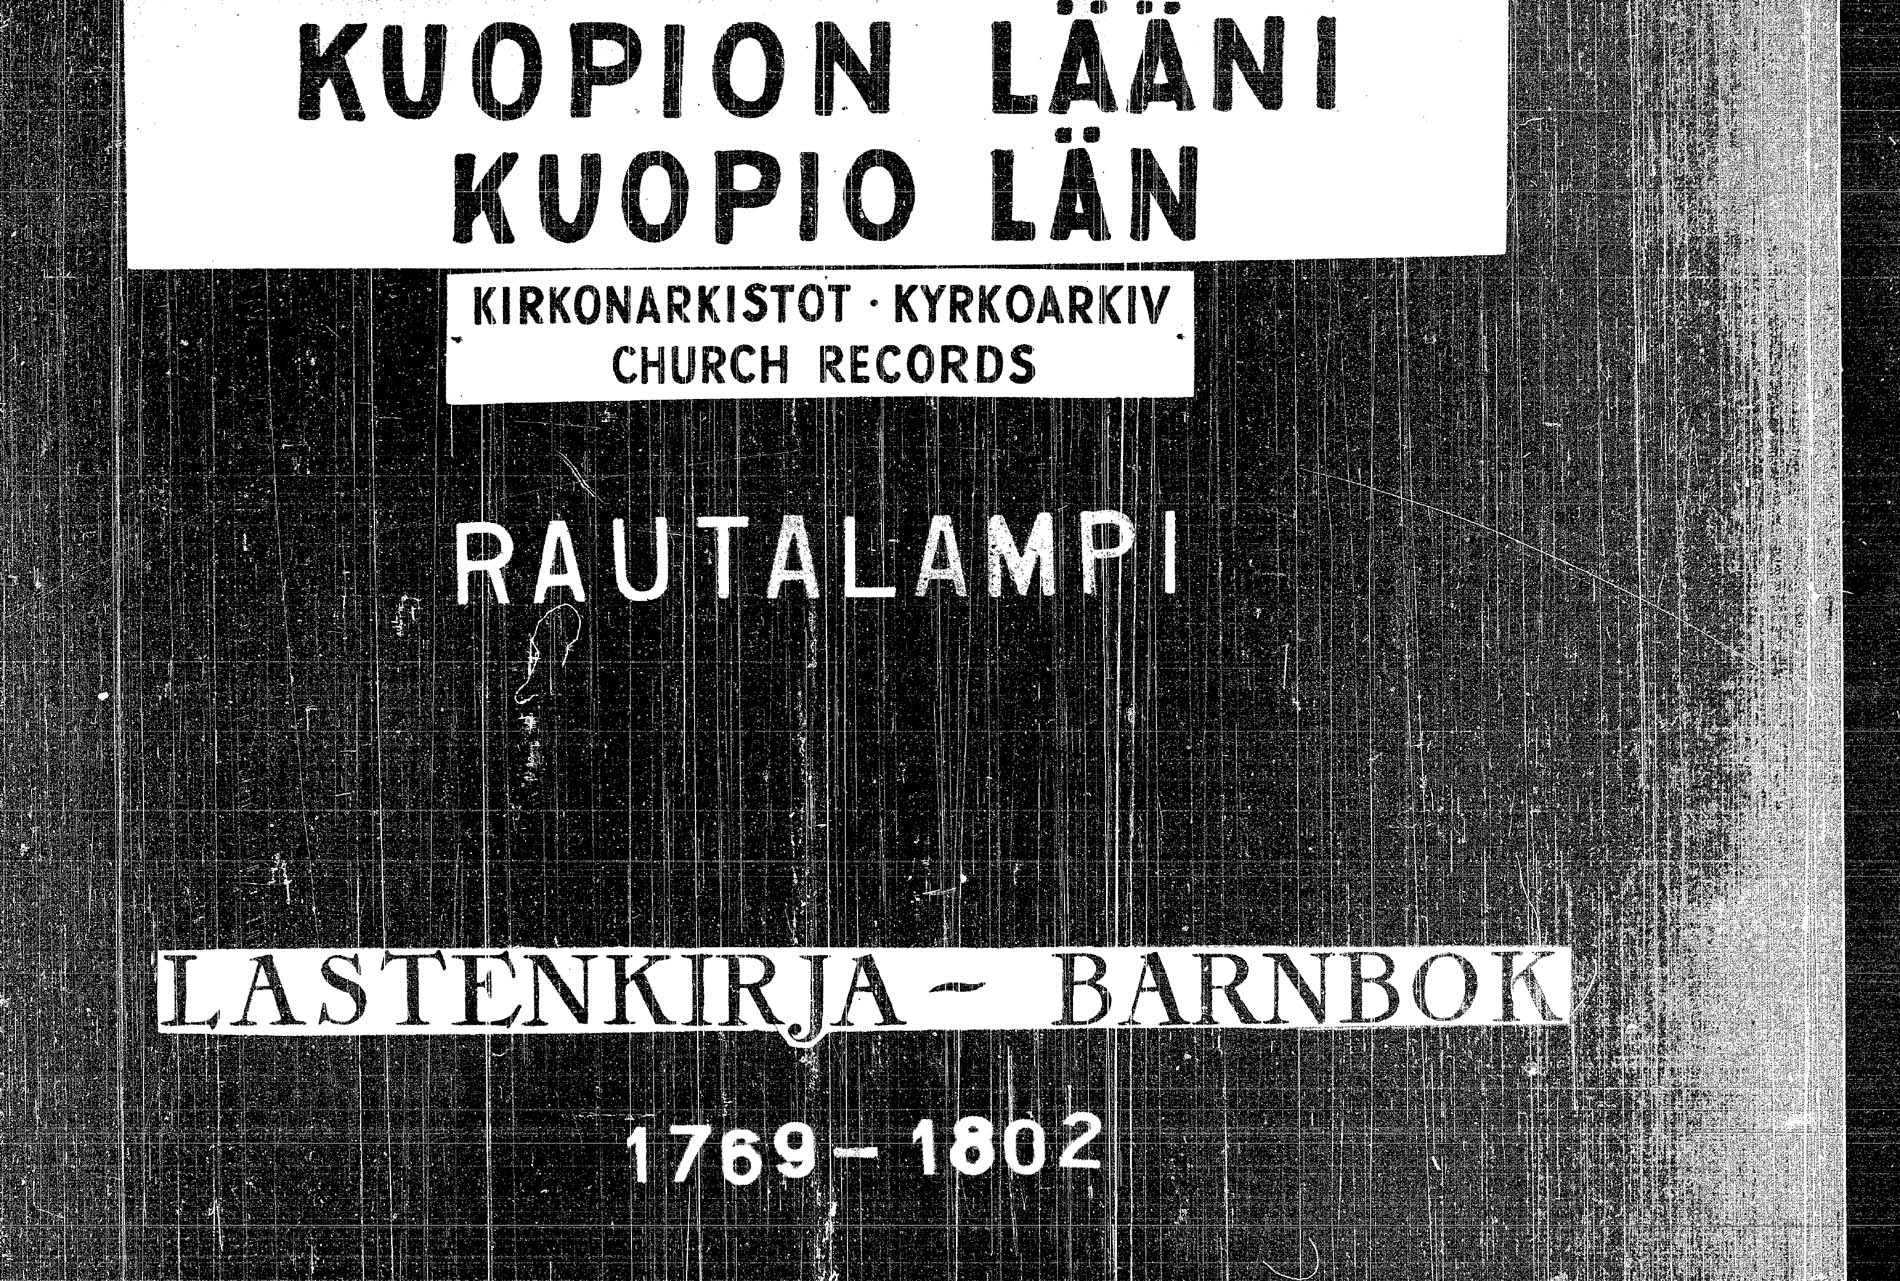 KUOPION LÄÄNI
KUOPIO LÄN
KIRKONARKISTOT · KYRKOARKIV
CHURCH RECORDS
RAUTALAMPI
LASTENKIRJA ~ BARNBOK
1769 – 1802